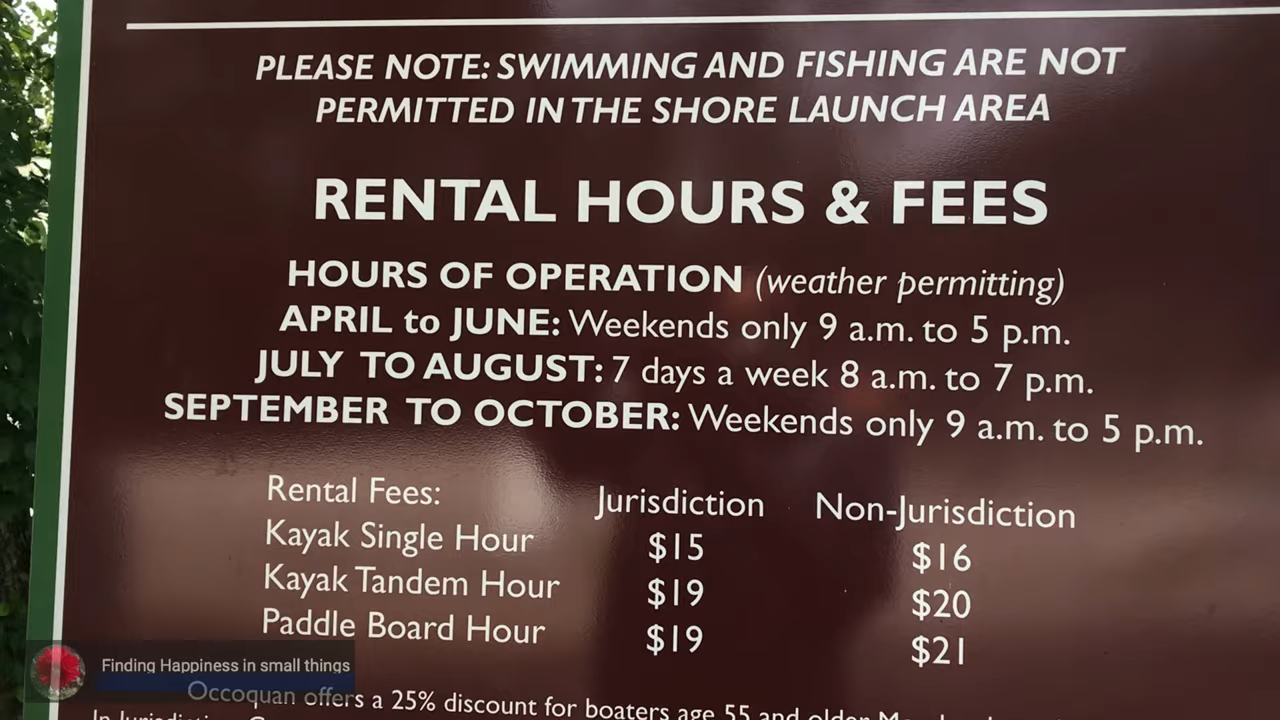 PLEASE NOTE: SWIMMING AND FISHING ARE NOT
PERMITTED IN THE SHORE LAUNCH AREA
RENTAL HOURS & FEES
HOURS OF OPERATION (weather permitting)
APRIL to JUNE: Weekends only 9 a.m. to 5 p.m.
JULY TO AUGUST: 7 days a week 8 a.m. to 7 p.m.
SEPTEMBER TO OCTOBER: Weekends only 9 a.m. to 5 p.m.
Rental Fees: Jurisdiction Non-Jurisdiction
Kayak Single Hour $15 $16
Kayak Tandem Hour $19 $20
Paddle Board Hour $19 $21
Finding Happiness in small things
Occoquan offers a 25% discount for boaters age 55 and older